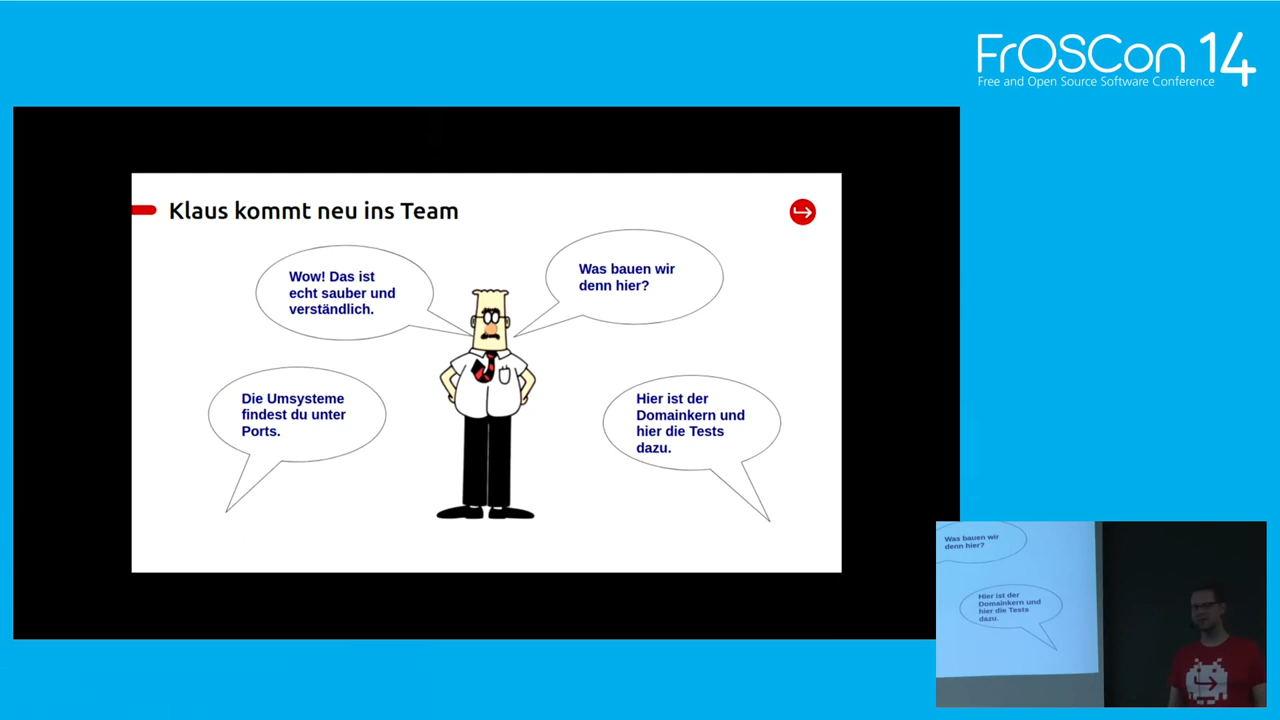 FrOSCon 14
Free and Open Source Software Conference
Klaus kommt neu ins Team
Wow! Das ist
echt sauber und
verständlich.
Was bauen wir
denn hier?
Die Umsysteme
findest du unter
Ports.
Hier ist der
Domainkern und
hier die Tests
dazu.
Was bauen wir
denn hier?
Hier ist der
Domainkern und
hier die Tests
dazu.